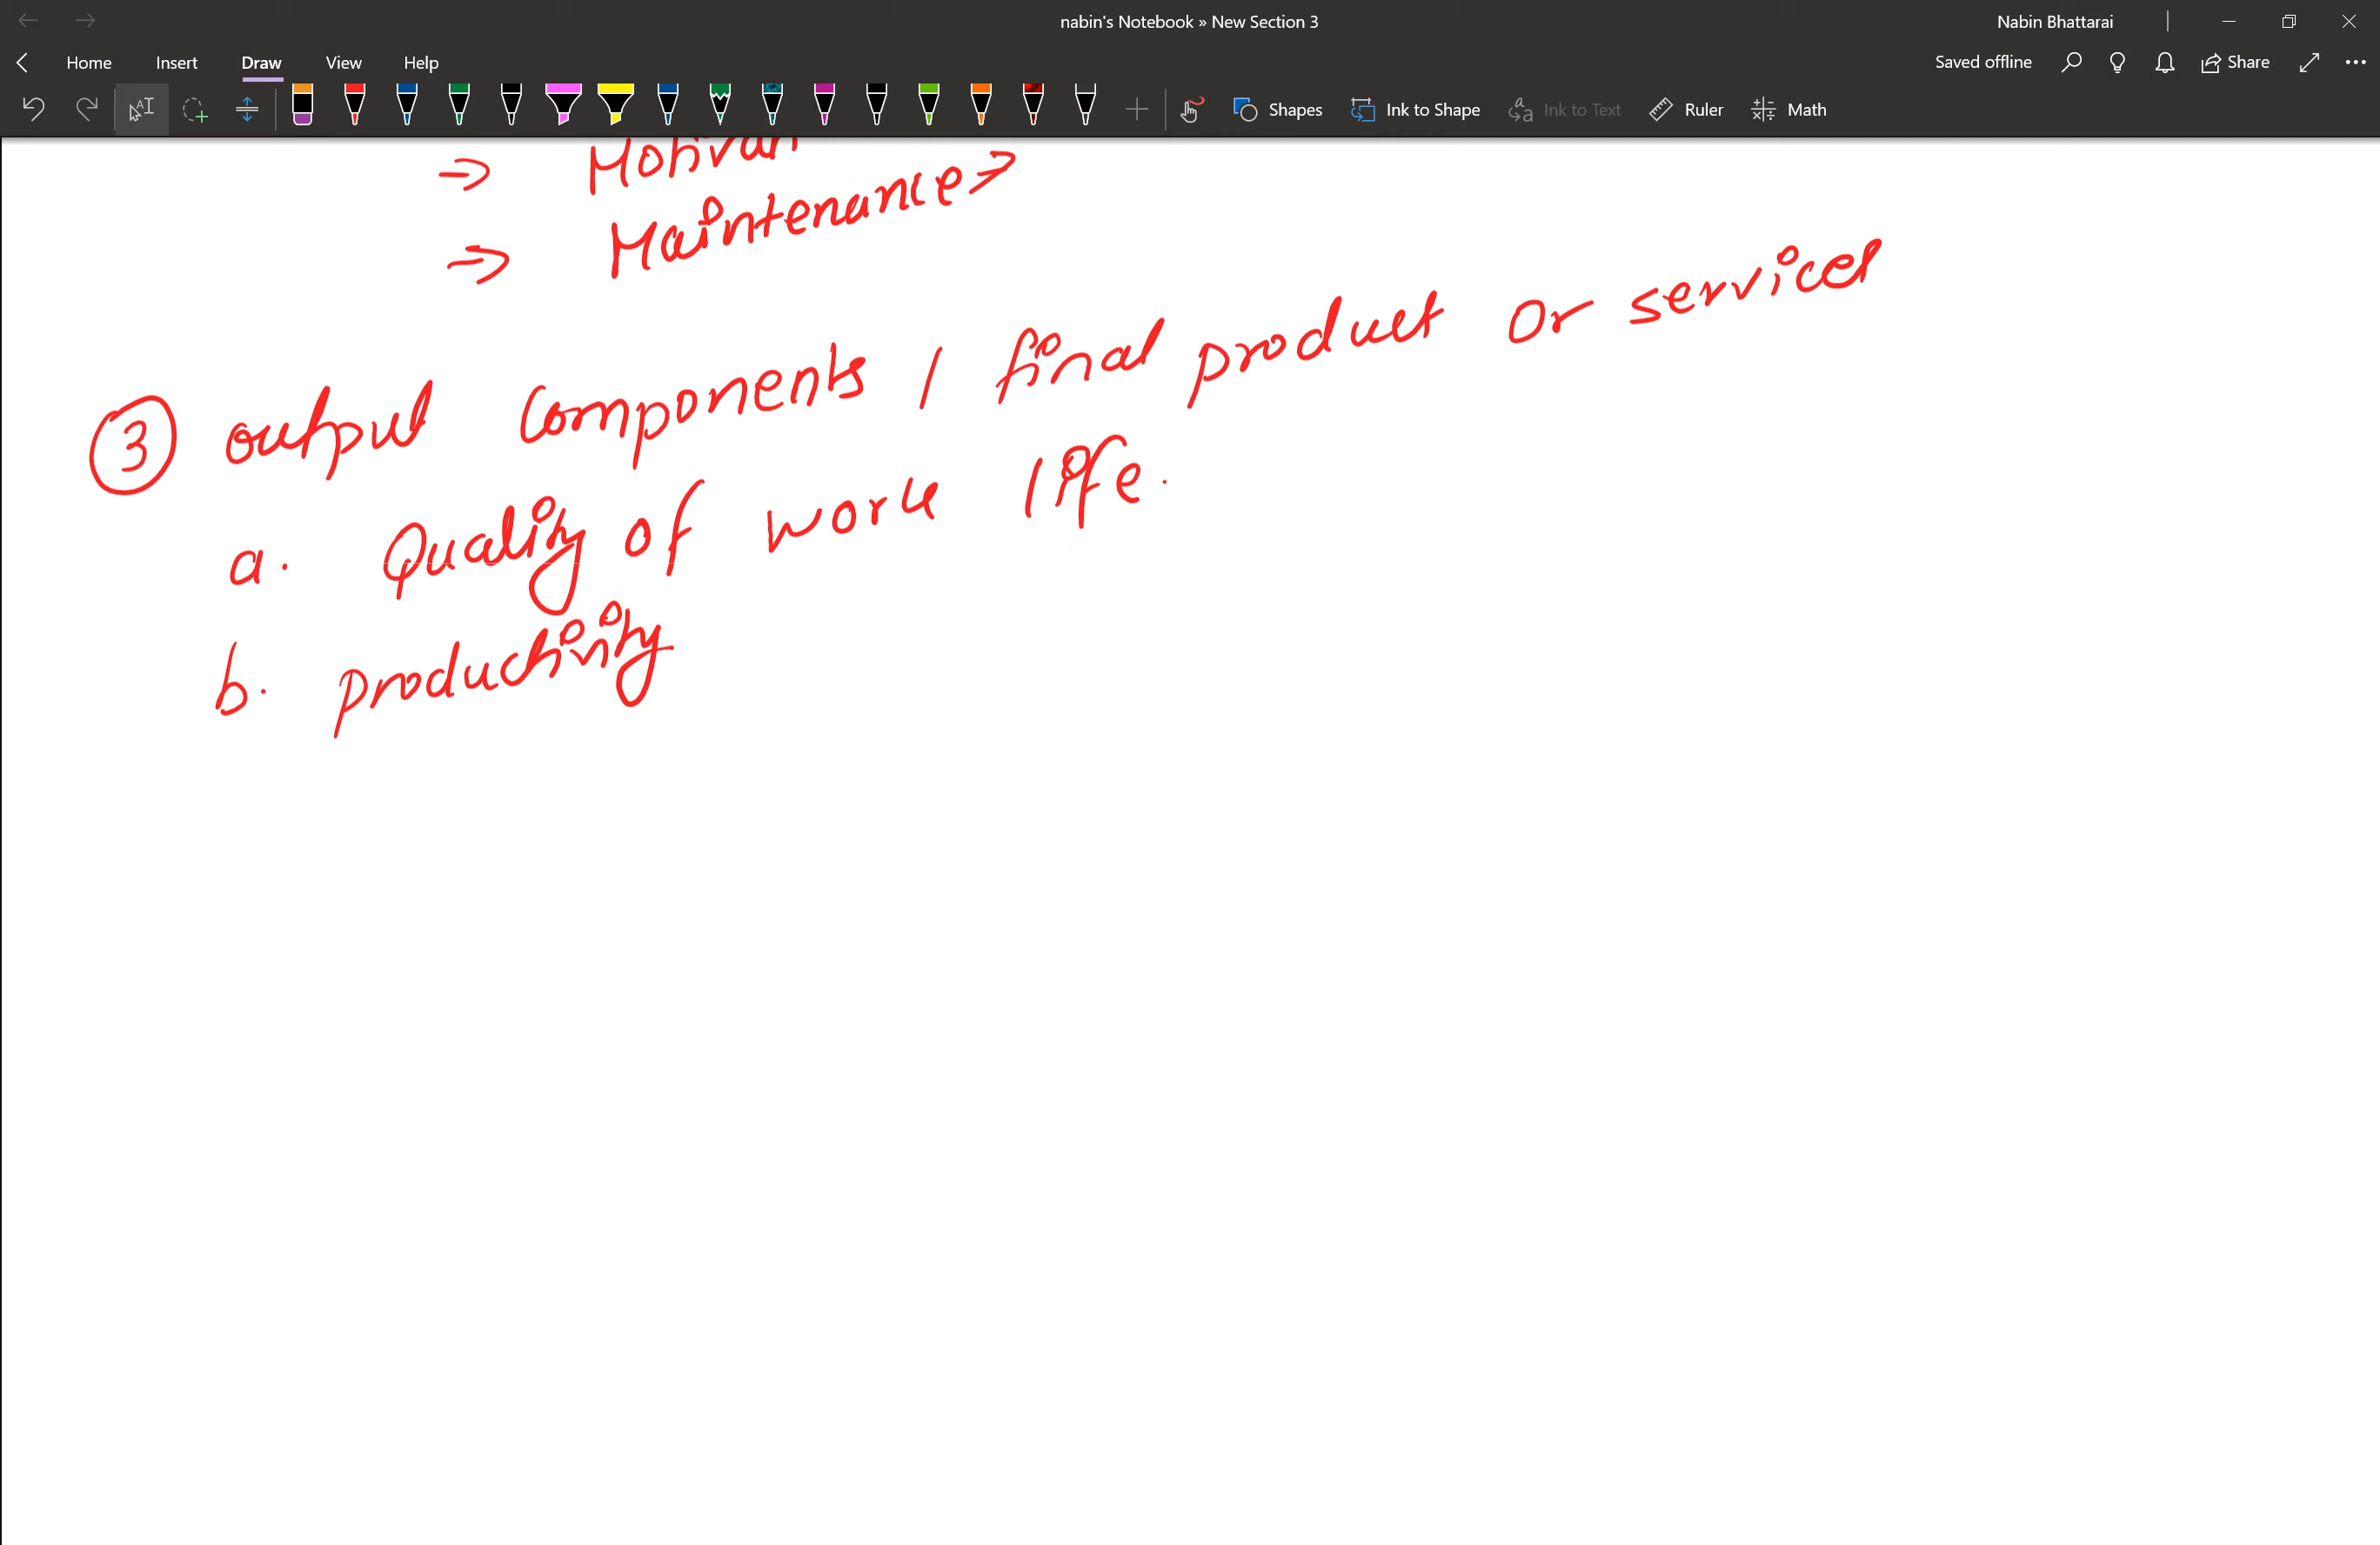 nabin's Notebook » New Section 3
Nabin Bhattarai
Home Insert Draw View Help
Saved offline
Share
Shapes Ink to Shape Ink to Text Ruler Math
⇒ Motivati
⇒ Maintenance>
③ output components / final product or services
a. Quality of work life.
b. productivity